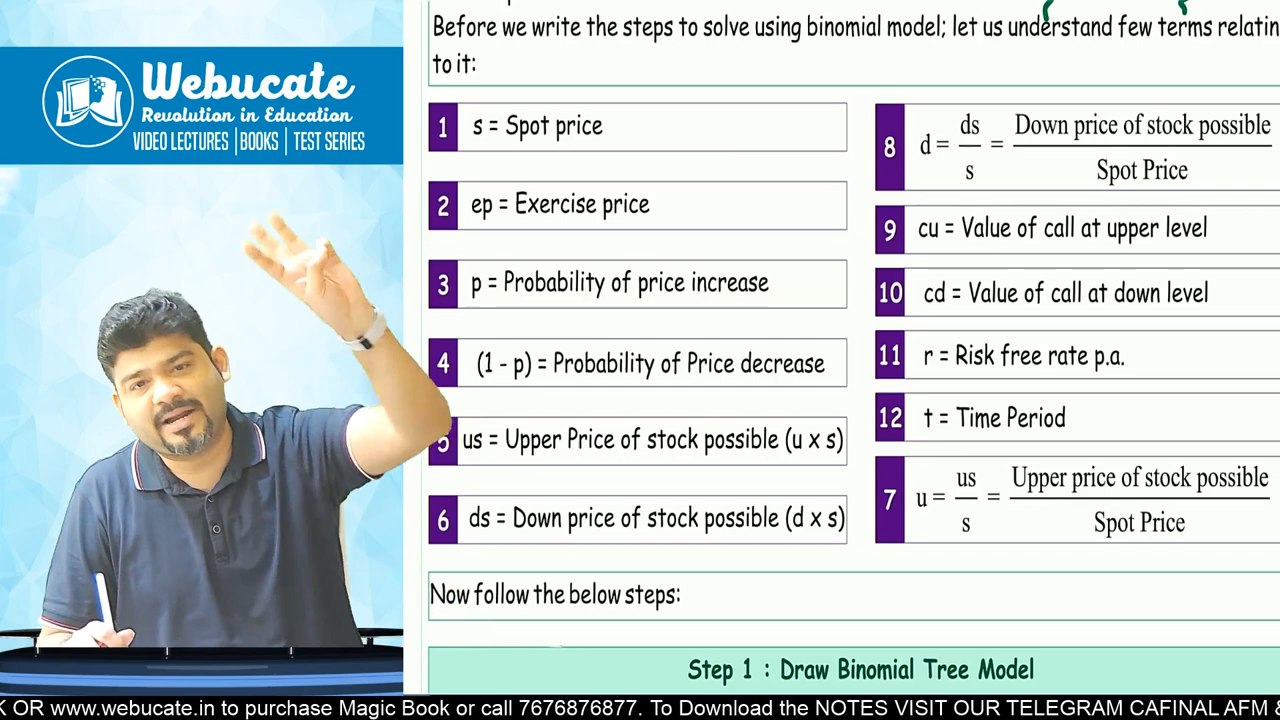 Webucate
Revolution in Education
VIDEO LECTURES | BOOKS | TEST SERIES
Before we write the steps to solve using binomial model; let us understand few terms
to it:
1 s = Spot price
2 ep = Exercise price
3 p = Probability of price increase
4 (1 - p) = Probability of Price decrease
5 us = Upper Price of stock possible (u x s)
6 ds = Down price of stock possible (d x s)
8 d = ds/s = Down price of stock possible / Spot Price
9 cu = Value of call at upper level
10 cd = Value of call at down level
11 r = Risk free rate p.a.
12 t = Time Period
7 u = us/s = Upper price of stock possible / Spot Price
Now follow the below steps:
Step 1 : Draw Binomial Tree Model
OR www.webucate.in to purchase Magic Book or call 7676876877. To Download the NOTES VISIT OUR TELEGRAM CAFINAL AFM &